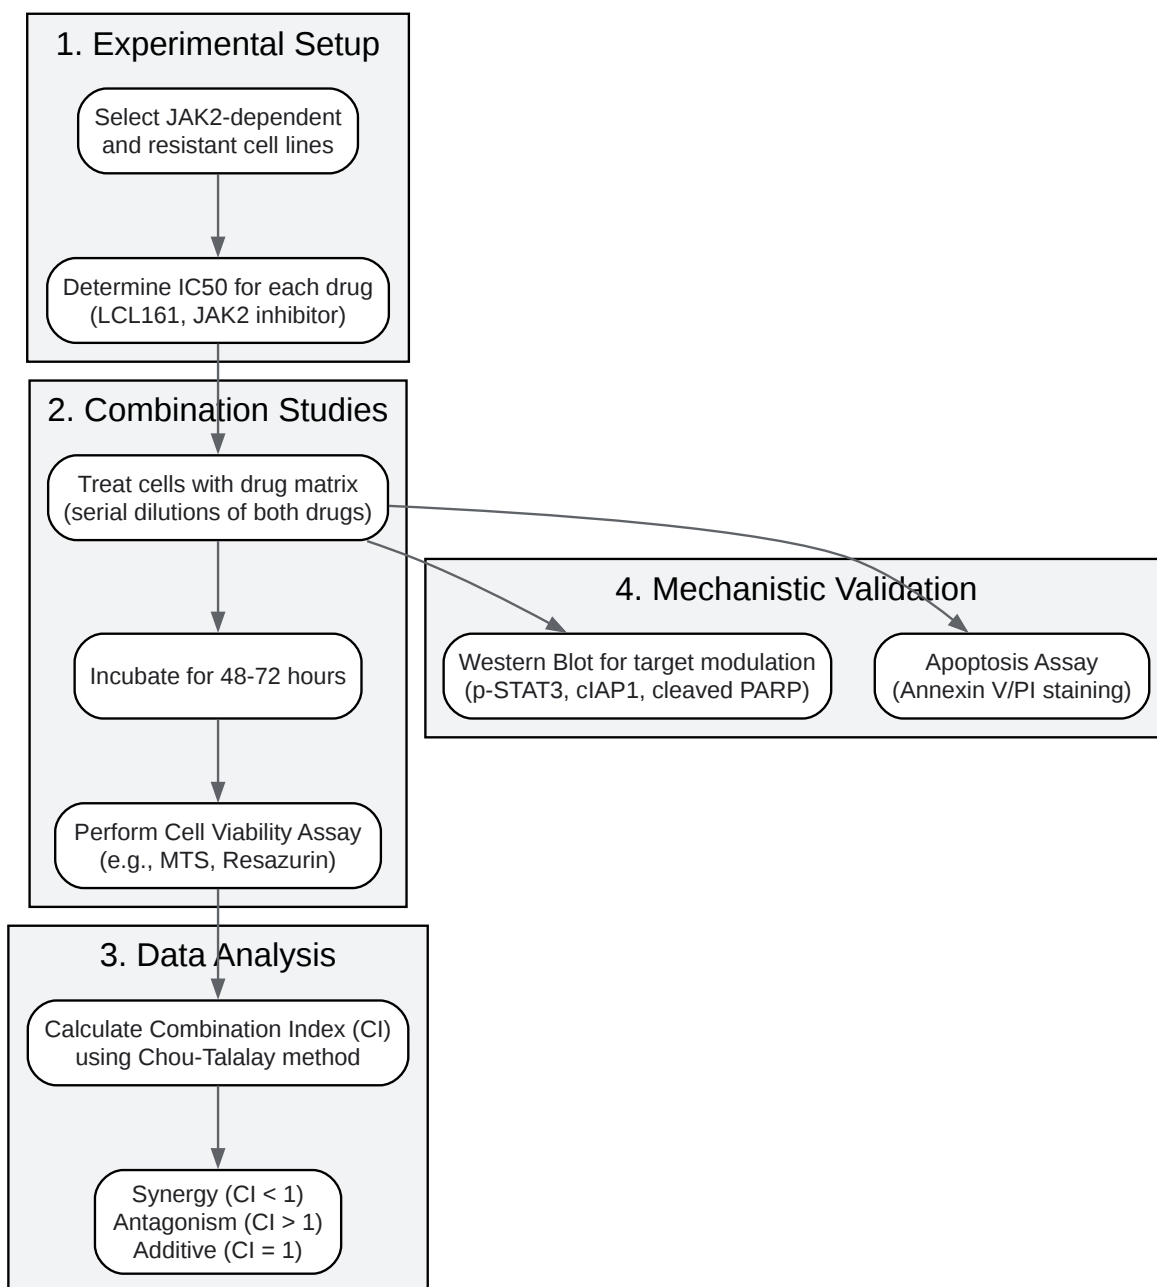 1. Experimental Setup
Select JAK2-dependent
and resistant cell lines
Determine IC50 for each drug
(LCL161, JAK2 inhibitor)
2. Combination Studies
Treat cells with drug matrix
(serial dilutions of both drugs)
Incubate for 48-72 hours
Perform Cell Viability Assay
(e.g., MTS, Resazurin)
4. Mechanistic Validation
Western Blot for target modulation
(p-STAT3, cIAP1, cleaved PARP)
Apoptosis Assay
(Annexin V/PI staining)
3. Data Analysis
Calculate Combination Index (CI)
using Chou-Talalay method
Synergy (CI < 1)
Antagonism (CI > 1)
Additive (CI = 1)